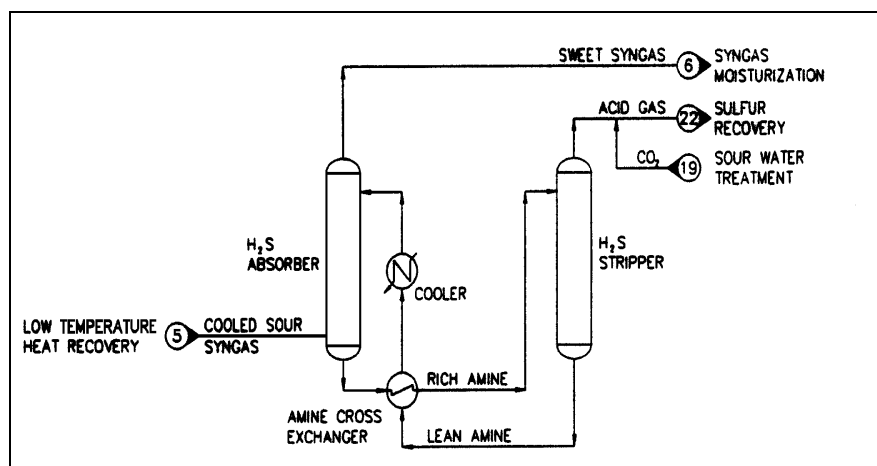 SWEET SYNGAS
6
SYNGAS
MOISTURIZATION
ACID GAS
22
SULFUR
RECOVERY
CO₂
19
SOUR WATER
TREATMENT
H₂S
ABSORBER
H₂S
STRIPPER
COOLER
LOW TEMPERATURE
HEAT RECOVERY
5
COOLED SOUR
SYNGAS
RICH AMINE
AMINE CROSS
EXCHANGER
LEAN AMINE